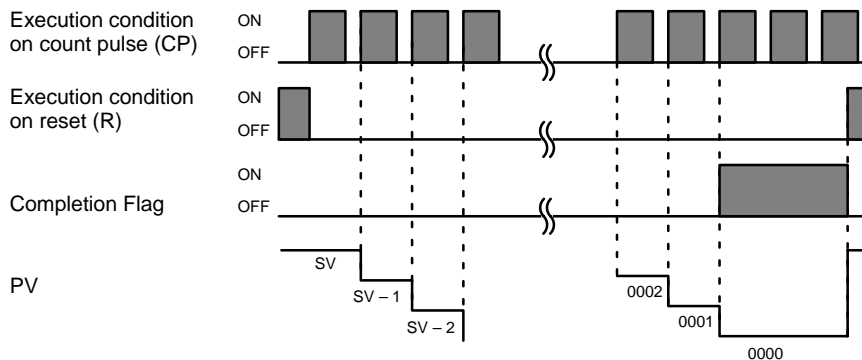 Execution condition
on count pulse (CP)
ON
OFF
Execution condition
on reset (R)
ON
OFF
Completion Flag
ON
OFF
PV
SV
SV – 1
SV – 2
0002
0001
0000